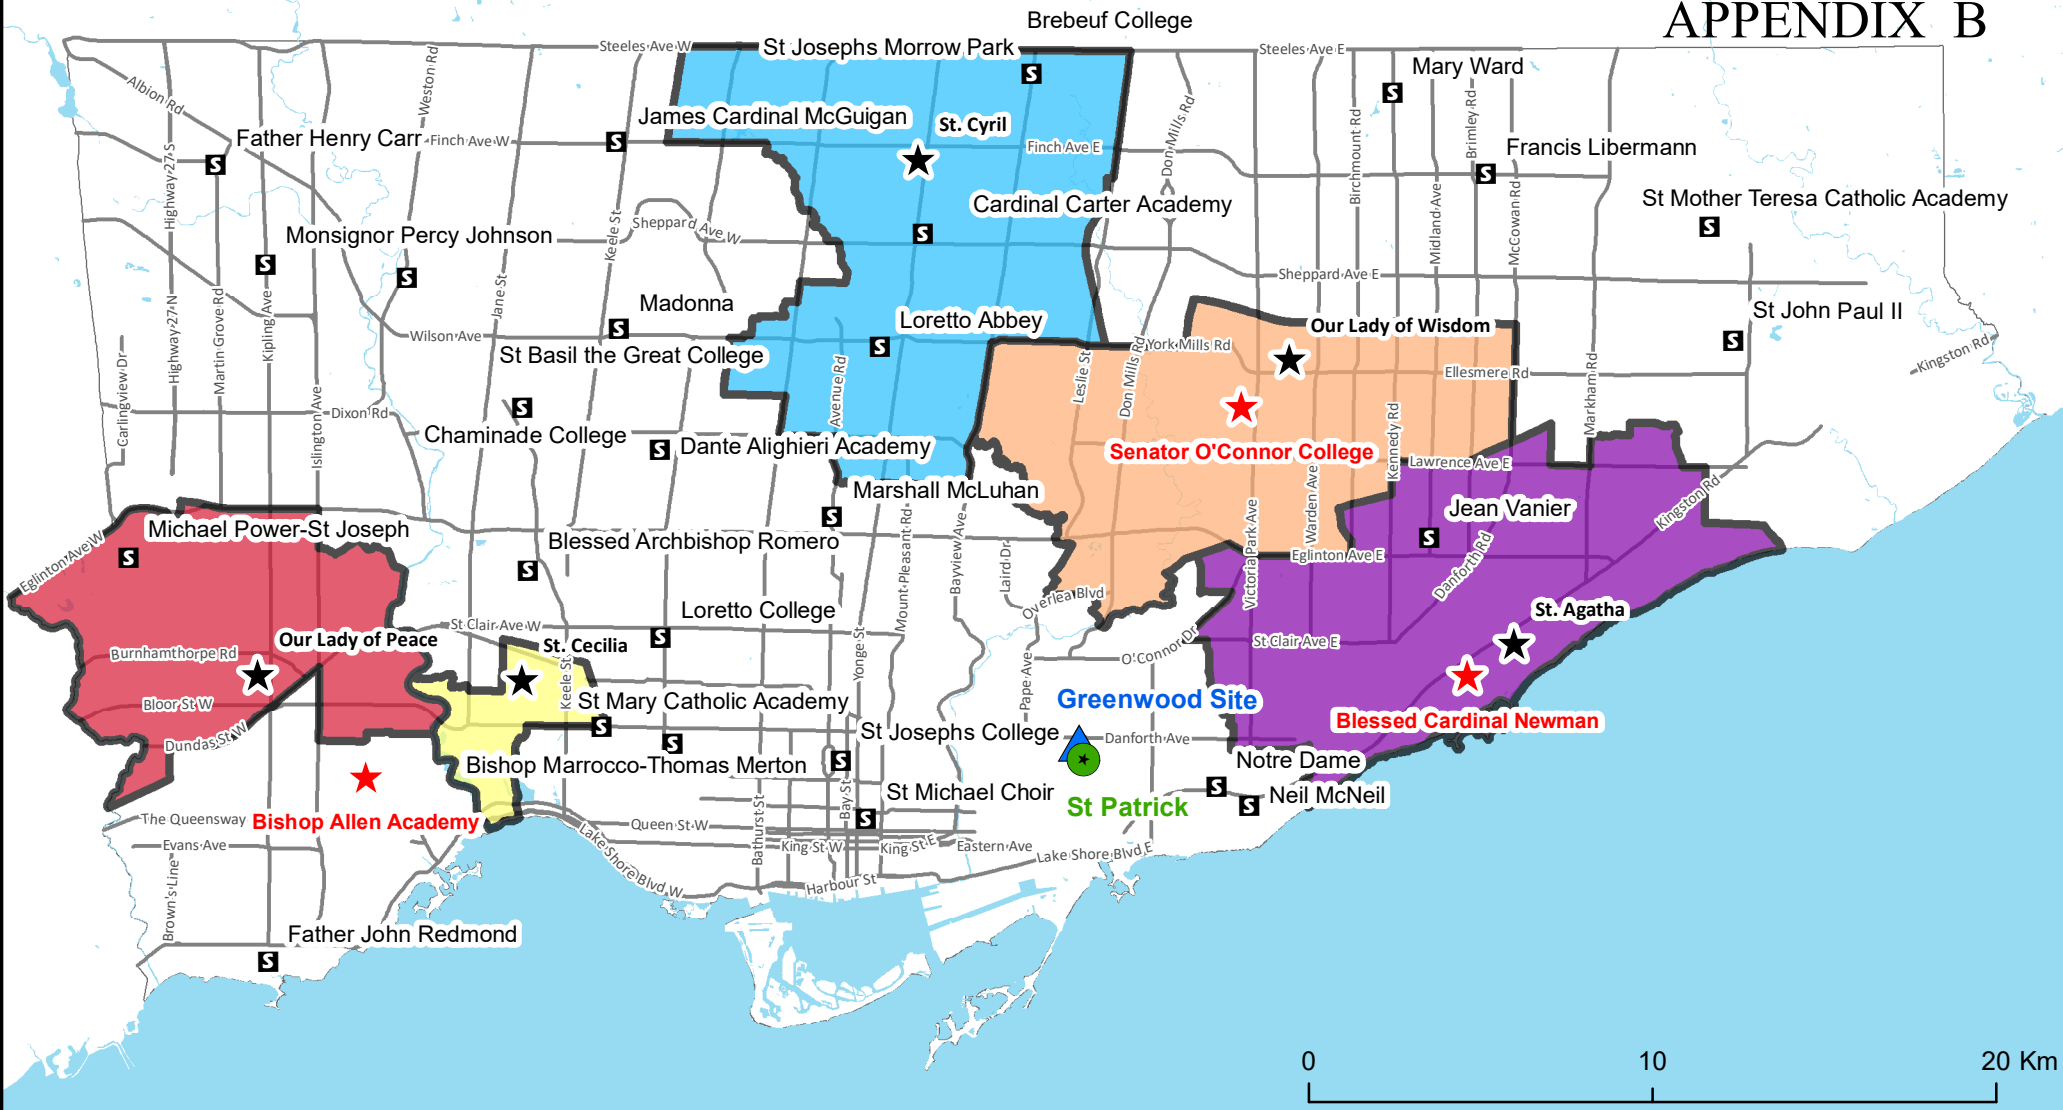 APPENDIX B
Brebeuf College
Steeles Ave W
St Josephs Morrow Park
Steeles Ave E
Mary Ward
Albion Rd
Weston Rd
James Cardinal McGuigan
St. Cyril
Don Mills Rd
Birchmount Rd
Brimley Rd
Father Henry Carr
Finch Ave W
Finch Ave E
Francis Libermann
Highway 27 S
Keele St
Sheppard Ave W
Cardinal Carter Academy
Midland Ave
McCowan Rd
St Mother Teresa Catholic Academy
Monsignor Percy Johnson
Sheppard Ave E
Jane St
Madonna
Highway 27 N
Martin Grove Rd
Kipling Ave
Wilson Ave
Loretto Abbey
Our Lady of Wisdom
St John Paul II
York Mills Rd
Kingston Rd
St Basil the Great College
Carlingview Dr
Avenue Rd
Leslie St
Don Mills Rd
Ellesmere Rd
Markham Rd
Islington Ave
Dixon Rd
Kennedy Rd
Chaminade College
Dante Alighieri Academy
Senator O'Connor College
Lawrence Ave E
Marshall McLuhan
Warden Ave
Kingston Rd
Michael Power-St Joseph
Jean Vanier
Mount Pleasant Rd
Bayview Ave
Victoria Park Ave
Eglinton Ave W
Blessed Archbishop Romero
Laird Dr
Eglinton Ave E
Danforth Rd
Overlea Blvd
Loretto College
St. Agatha
St Clair Ave W
Our Lady of Peace
St. Cecilia
Yonge St
O'Connor Dr
St Clair Ave E
Burnhamthorpe Rd
Keele St
Pape Ave
Bloor St W
St Mary Catholic Academy
Greenwood Site
Blessed Cardinal Newman
Dundas St W
St Josephs College
Danforth Ave
Bishop Marrocco-Thomas Merton
Notre Dame
Bay St
St Michael Choir
St Patrick
Neil McNeil
The Queensway
Bishop Allen Academy
Queen St W
Bathurst St
Evans Ave
King St W
King St E
Eastern Ave
Lake Shore Blvd E
Lake Shore Blvd W
Harbour St
Brown's Line
Father John Redmond
0
10
20 Km